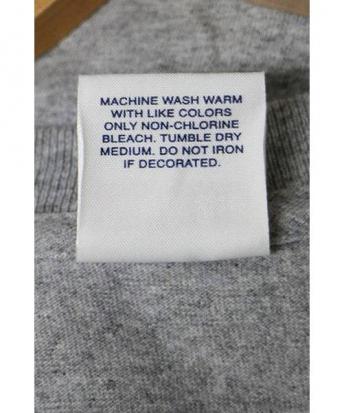 MACHINE WASH WARM
WITH LIKE COLORS
ONLY NON-CHLORINE
BLEACH. TUMBLE DRY
MEDIUM. DO NOT IRON
IF DECORATED.